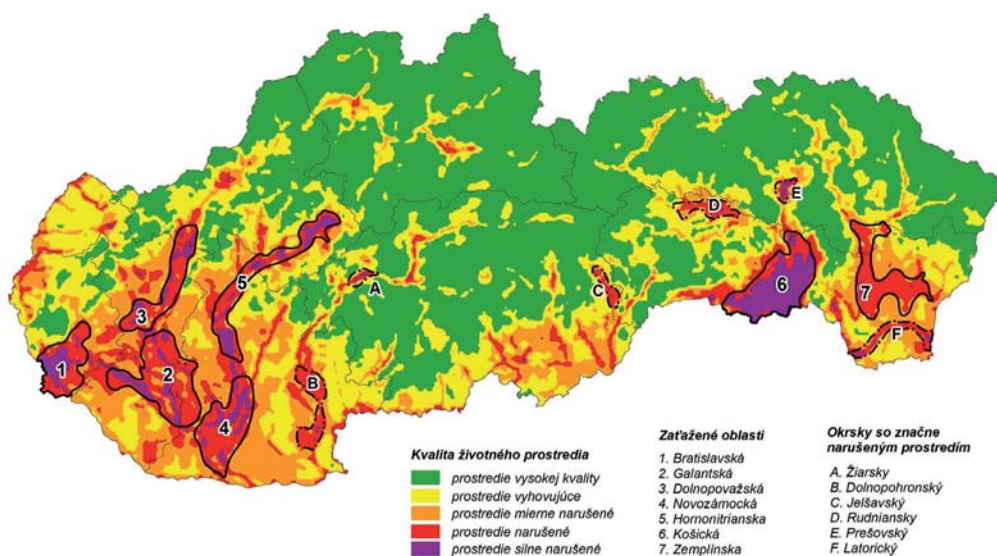 1
2
3
4
5
6
7
A
B
C
D
E
F
Kvalita životného prostredia
prostredie vysokej kvality
prostredie vyhovujúce
prostredie mierne narušené
prostredie narušené
prostredie silne narušené
Zaťažené oblasti
1. Bratislavská
2. Galantská
3. Dolnopovažská
4. Novozámocká
5. Hornonitrianska
6. Košická
7. Zemplínska
Okrsky so značne
narušeným prostredím
A. Žiarsky
B. Dolnopohronský
C. Jelšavský
D. Rudniansky
E. Prešovský
F. Latorický